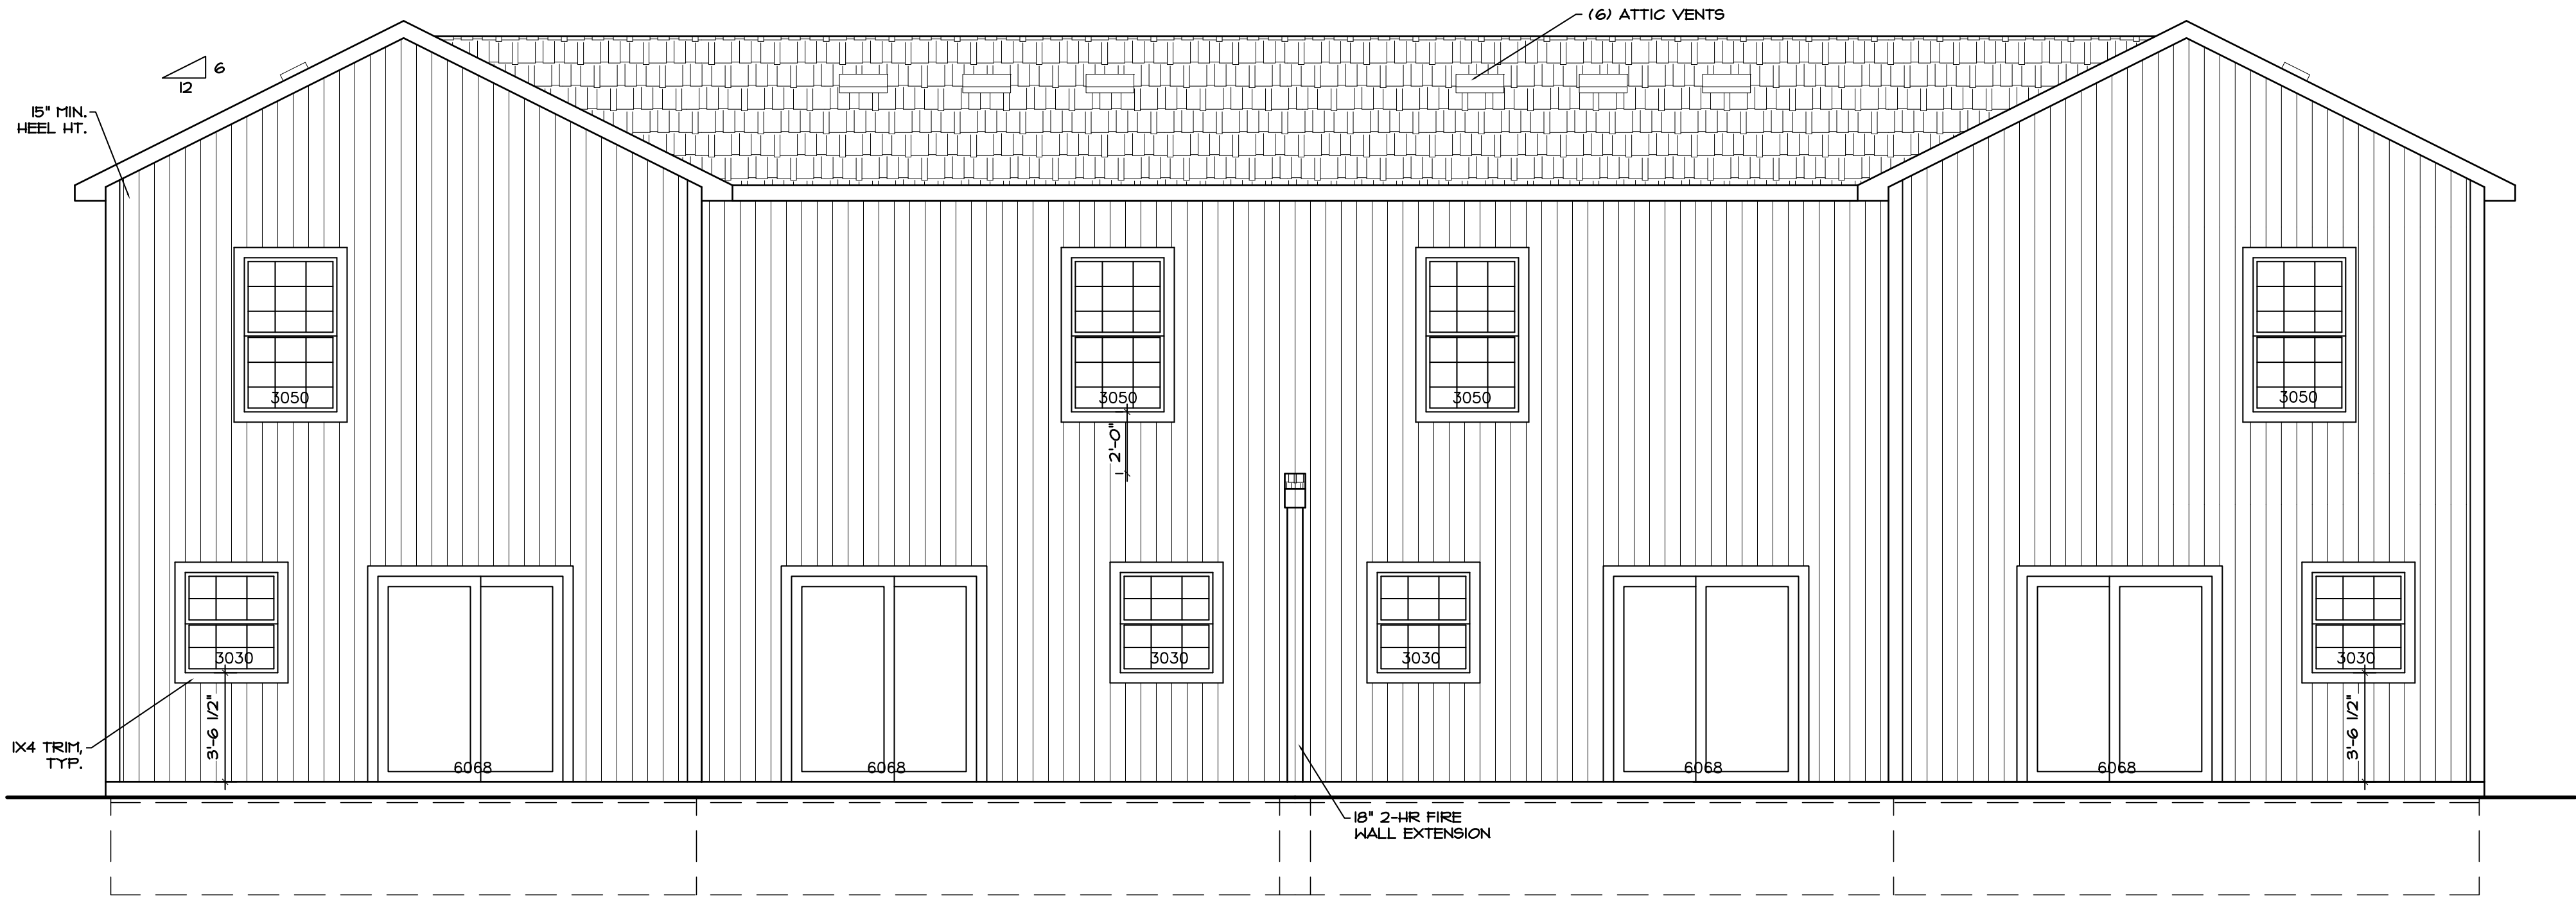 (6) ATTIC VENTS
6
12
15" MIN.
HEEL HT.
3050
3050
3050
3050
2'-0"
3030
3030
3030
3030
3'-6 1/2"
3'-6 1/2"
1X4 TRIM,
TYP.
6068
6068
6068
6068
18" 2-HR FIRE
WALL EXTENSION